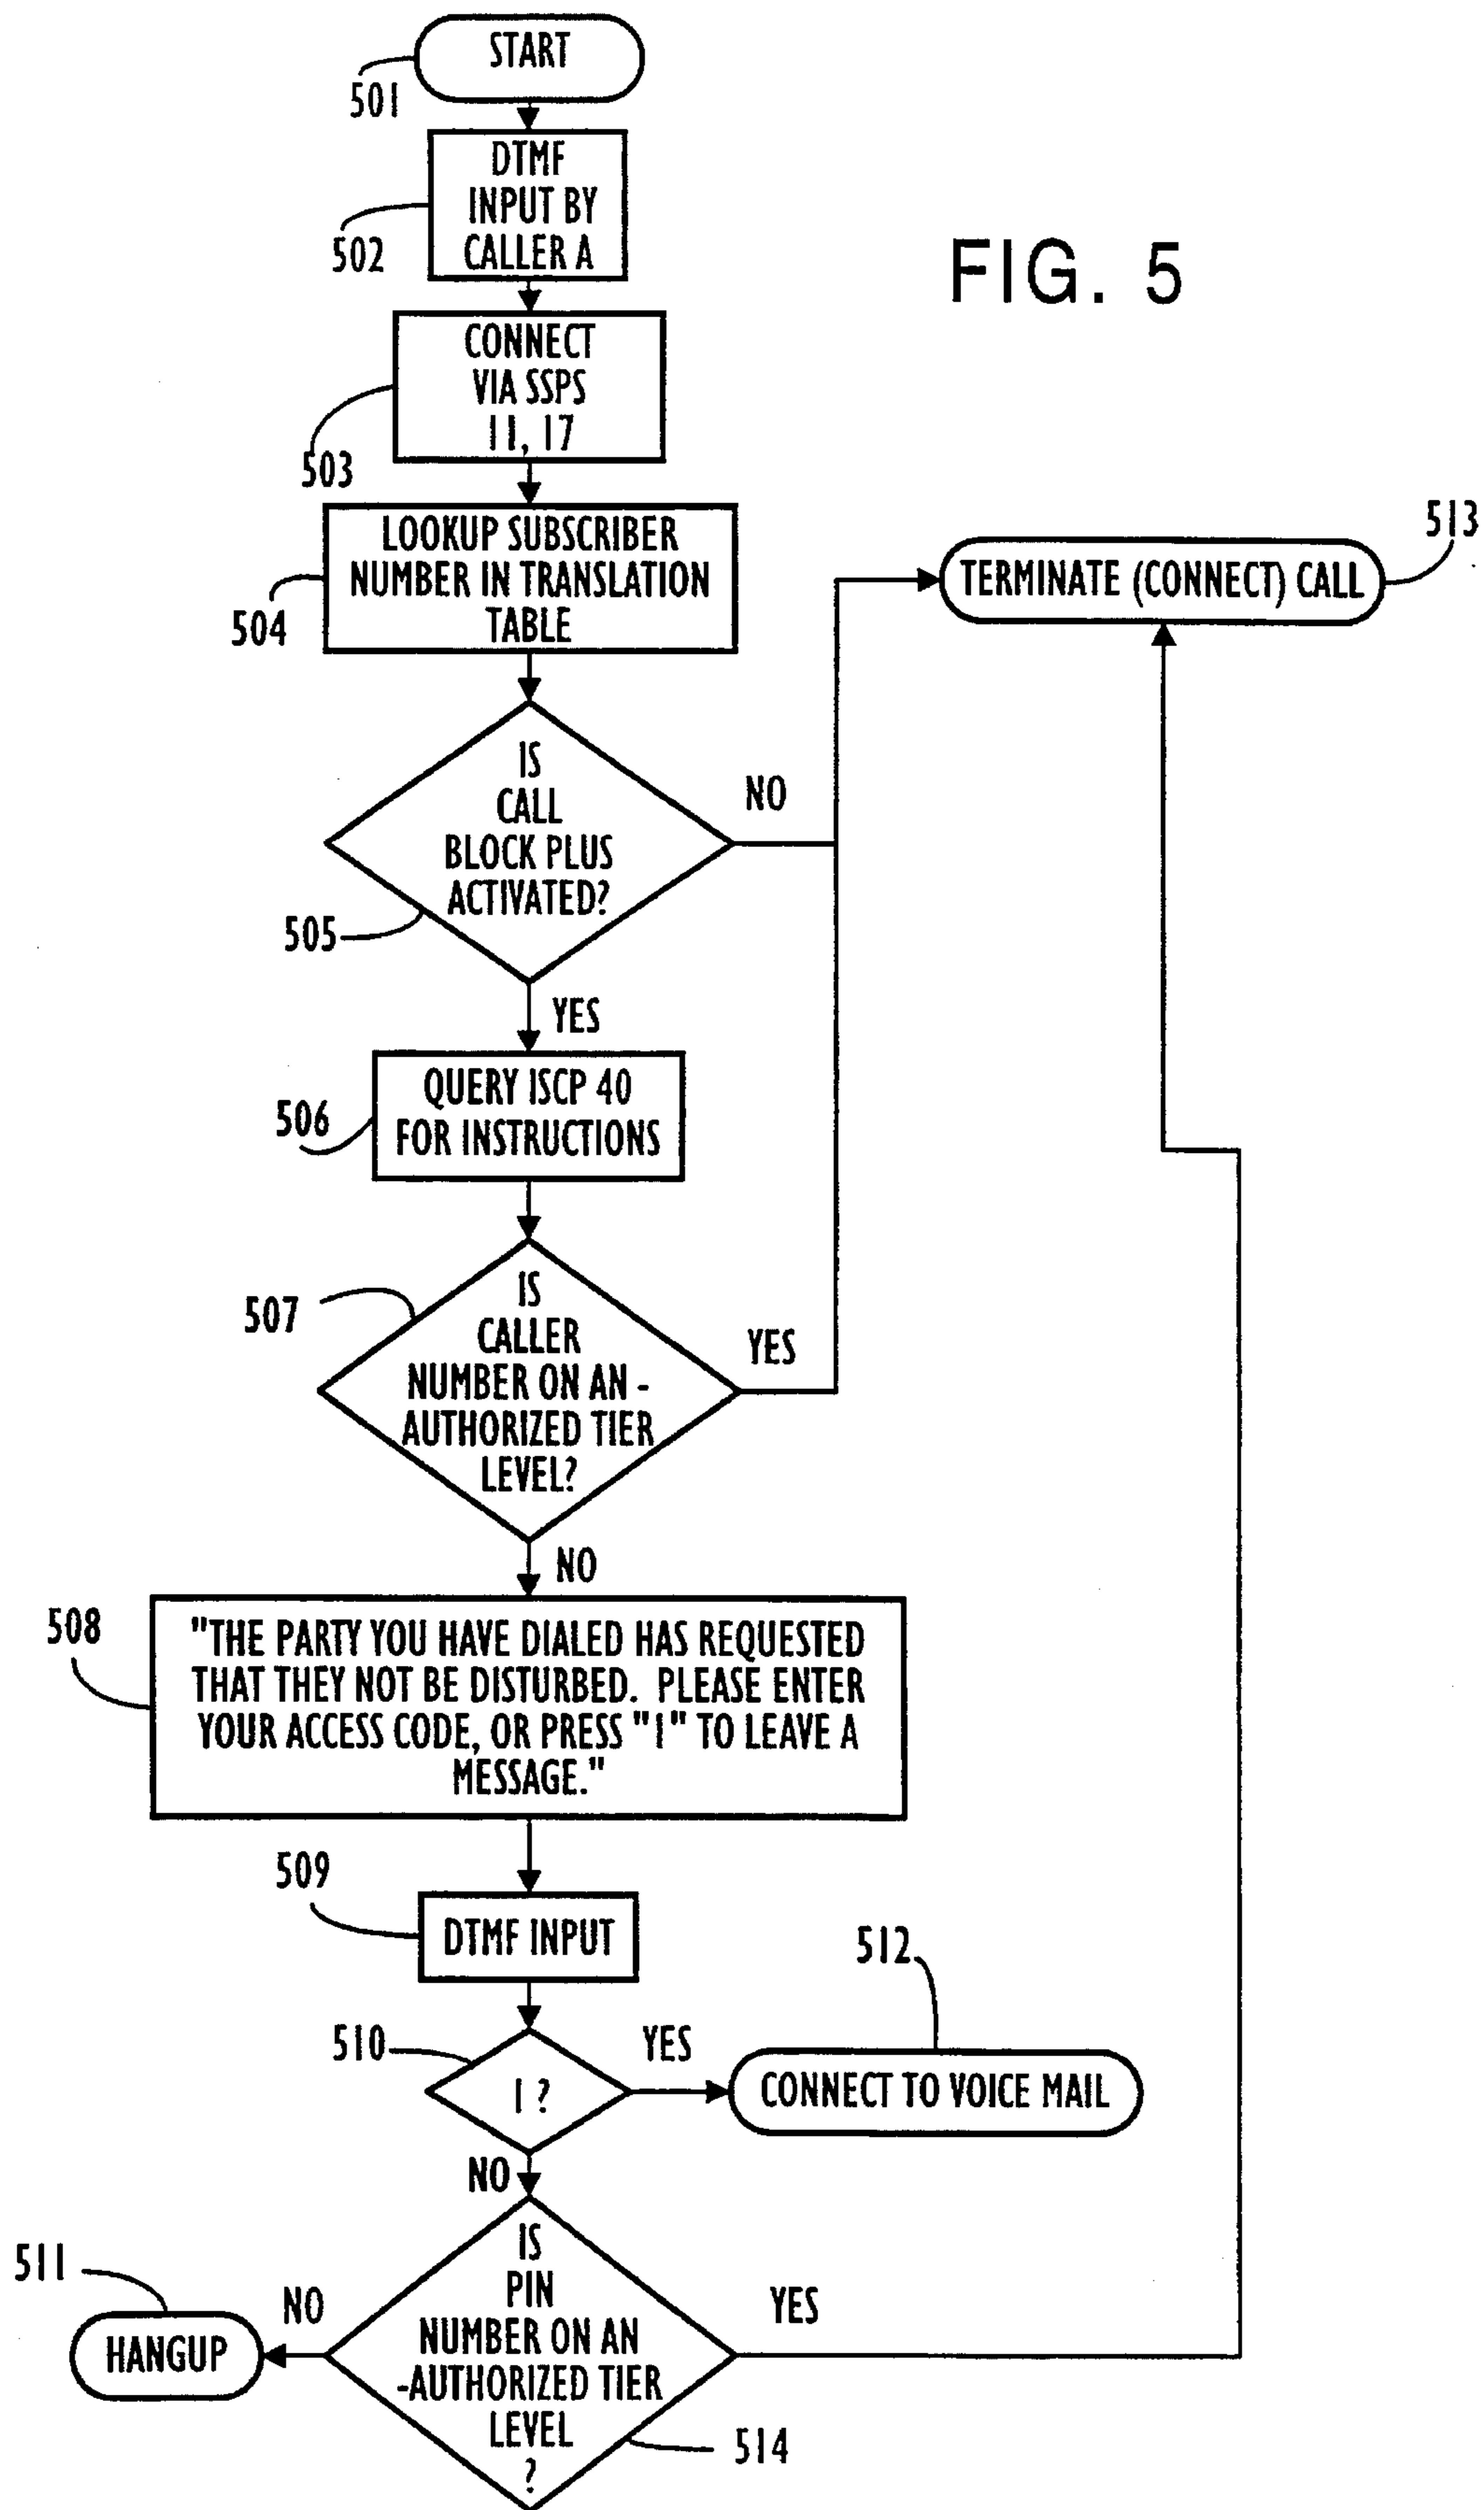 START
501
DTMF
INPUT BY
CALLER A
502
FIG. 5
CONNECT
VIA SSPS
11, 17
503
LOOKUP SUBSCRIBER
NUMBER IN TRANSLATION
TABLE
504
513
TERMINATE (CONNECT) CALL
IS
CALL
BLOCK PLUS
ACTIVATED?
NO
505
YES
QUERY ISCP 40
FOR INSTRUCTIONS
506
IS
CALLER
NUMBER ON AN -
AUTHORIZED TIER
LEVEL?
507
YES
NO
508
"THE PARTY YOU HAVE DIALED HAS REQUESTED
THAT THEY NOT BE DISTURBED. PLEASE ENTER
YOUR ACCESS CODE, OR PRESS "1" TO LEAVE A
MESSAGE."
509
DTMF INPUT
512
510
1 ?
YES
CONNECT TO VOICE MAIL
NO
511
HANGUP
NO
IS
PIN
NUMBER ON AN
-AUTHORIZED TIER
LEVEL
?
YES
514